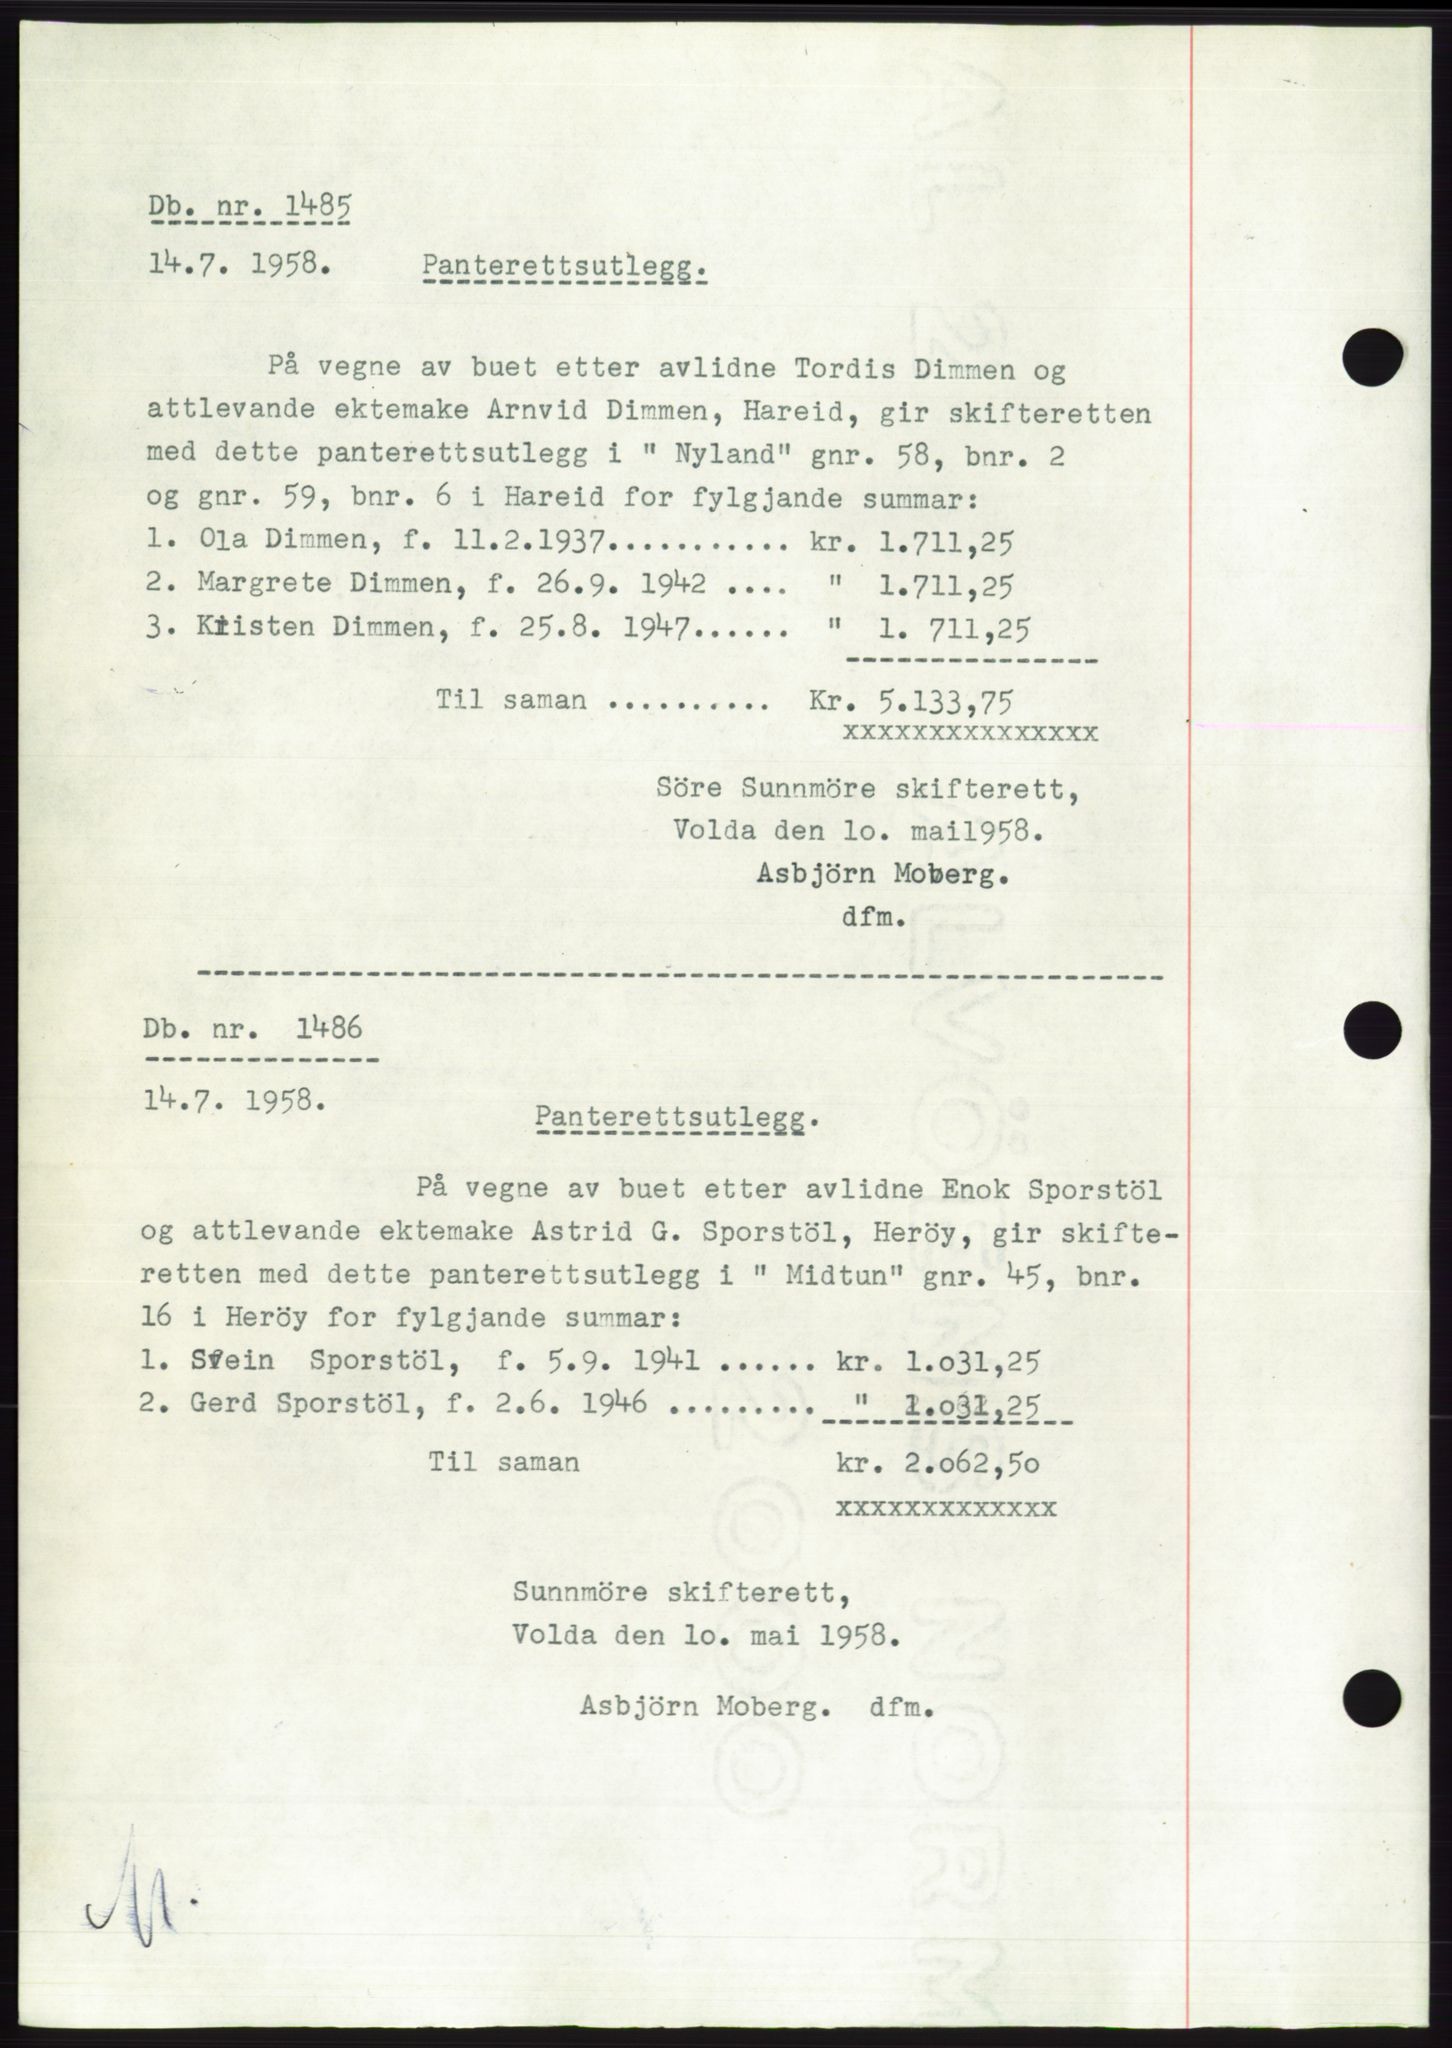 Db. nr. 1485
14.7. 1958. Panterettsutlegg.
På vegne av buet etter avlidne Tordis Dimmen og
attlevande ektemake Arnvid Dimmen, Hareid, gir skifteretten
med dette panterettsutlegg i " Nyland" gnr. 58, bnr. 2
og gnr. 59, bnr. 6 i Hareid for fylgjande summar:
1. Ola Dimmen, f. 11.2.1937........... kr. 1.711,25
2. Margrete Dimmen, f. 26.9. 1942 .... " 1.711,25
3. Kristen Dimmen, f. 25.8. 1947...... " 1. 711,25
---------------
Til saman .......... Kr. 5.133,75
xxxxxxxxxxxxxxx
Söre Sunnmöre skifterett,
Volda den lo. mai1958.
Asbjörn Moberg.
dfm.
---------------------------------------------------------
Db. nr. 1486
--------------
14.7. 1958.
Panterettsutlegg.
På vegne av buet etter avlidne Enok Sporstöl
og attlevande ektemake Astrid G. Sporstöl, Heröy, gir skifte-
retten med dette panterettsutlegg i " Midtun" gnr. 45, bnr.
16 i Heröy for fylgjande summar:
1. Svein Sporstöl, f. 5.9. 1941 ...... kr. 1.o31,25
2. Gerd Sporstöl, f. 2.6. 1946 ......... " 1.o31,25
Til saman kr. 2.o62,5o
xxxxxxxxxxxxx
Sunnmöre skifterett,
Volda den lo. mai 1958.
Asbjörn Moberg. dfm.